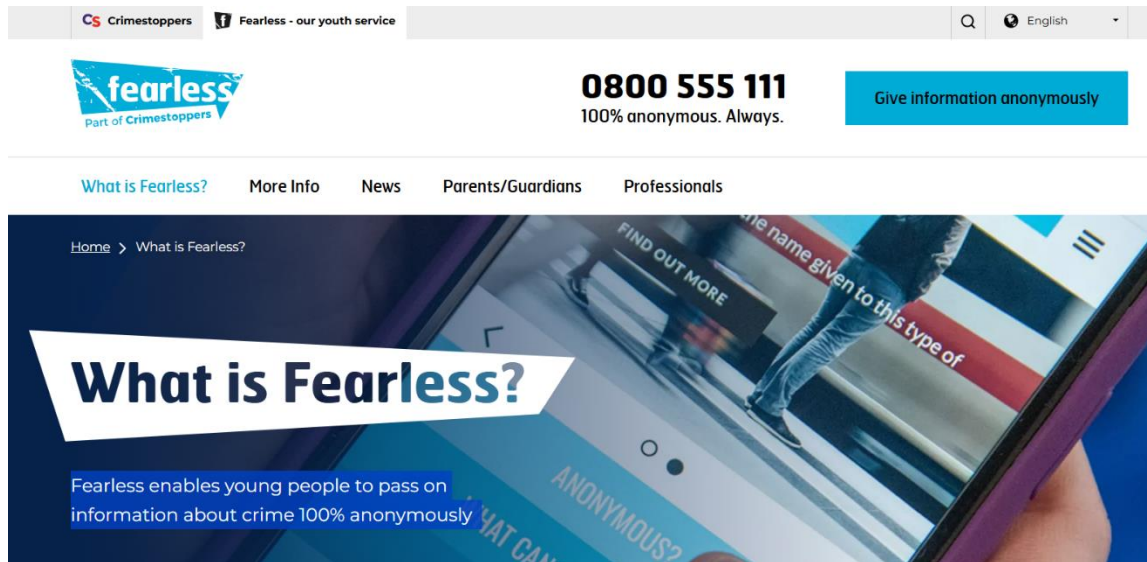 Crimestoppers
Fearless - our youth service
English
fearless
Part of Crimestoppers
0800 555 111
100% anonymous. Always.
Give information anonymously
What is Fearless? More Info News Parents/Guardians Professionals
Home > What is Fearless?
FIND OUT MORE
the name given to this type of
What is Fearless?
Fearless enables young people to pass on
information about crime 100% anonymously
ANONYMOUS?
WHAT CAN